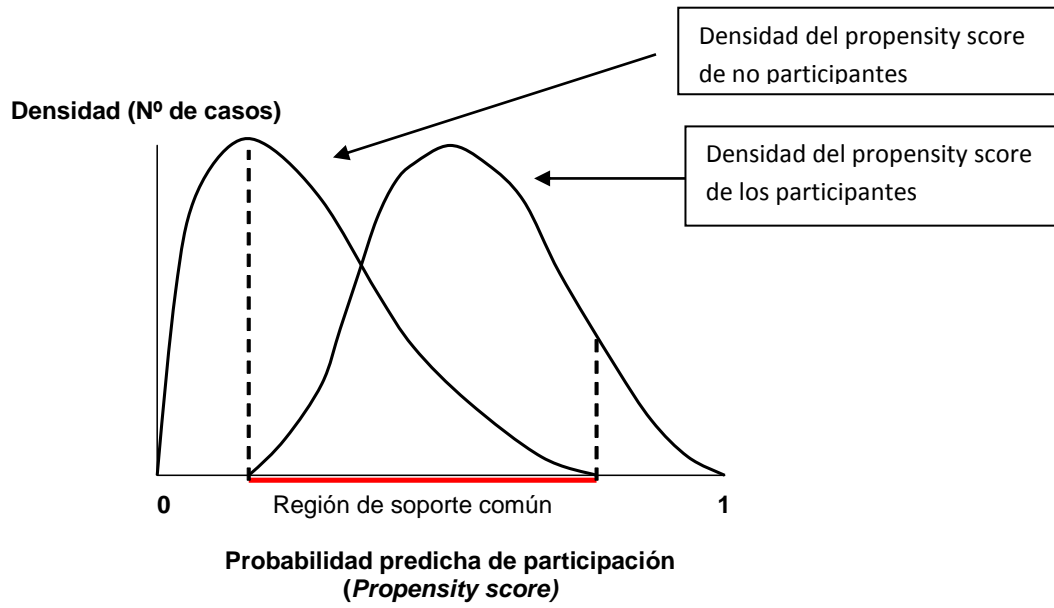 Densidad del propensity score
de no participantes
Densidad (Nº de casos)
Densidad del propensity score
de los participantes
0
Región de soporte común
1
Probabilidad predicha de participación
(Propensity score)